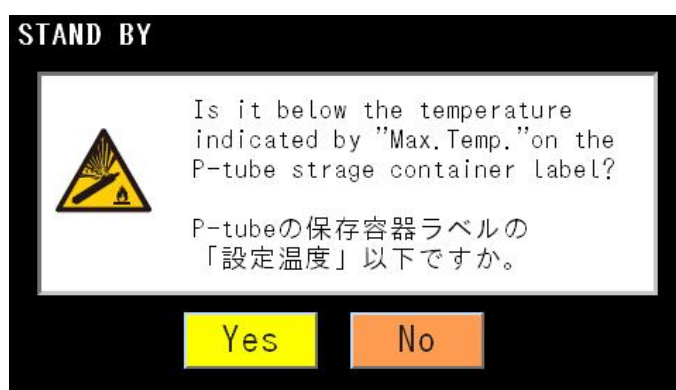 STAND BY
Is it below the temperature
indicated by ”Max.Temp.”on the
P-tube strage container label?
P-tubeの保存容器ラベルの
「設定温度」以下ですか。
Yes
No